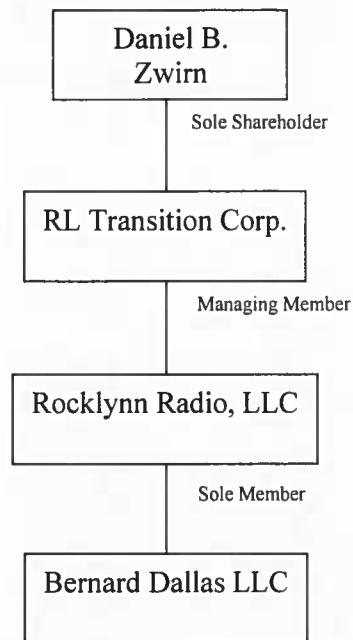 Daniel B.
Zwirn
Sole Shareholder
RL Transition Corp.
Managing Member
Rocklynn Radio, LLC
Sole Member
Bernard Dallas LLC